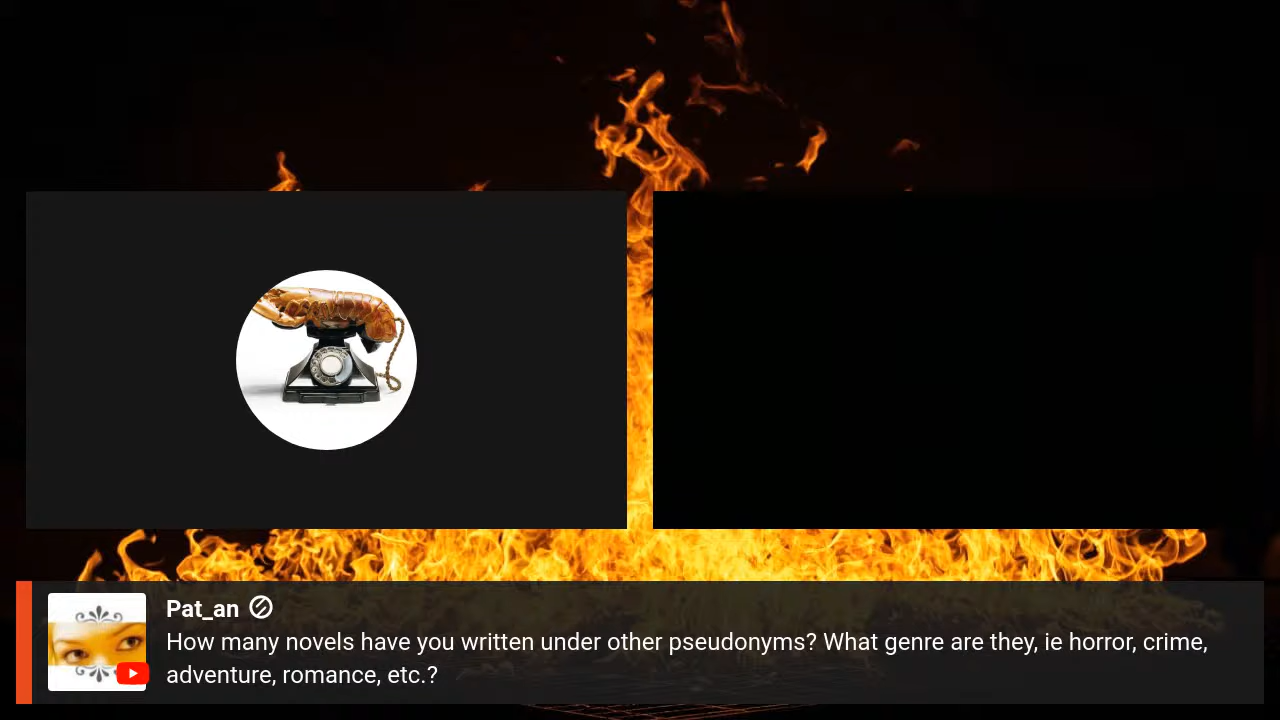 Pat_an
How many novels have you written under other pseudonyms? What genre are they, ie horror, crime,
adventure, romance, etc.?